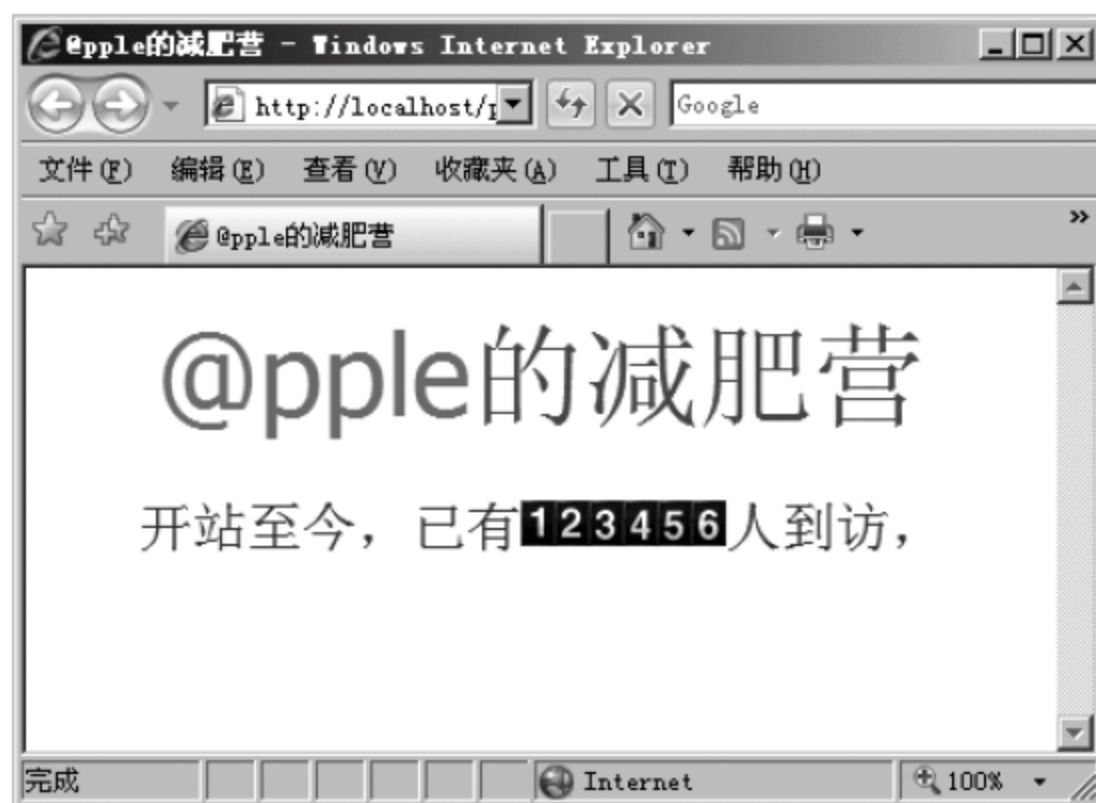 @pple的减肥营 - Windows Internet Explorer
http://localhost/p
Google
文件(F) 编辑(E) 查看(V) 收藏夹(A) 工具(T) 帮助(H)
@pple的减肥营
»
@pple的减肥营
开站至今，已有123456人到访，
完成
Internet
100%